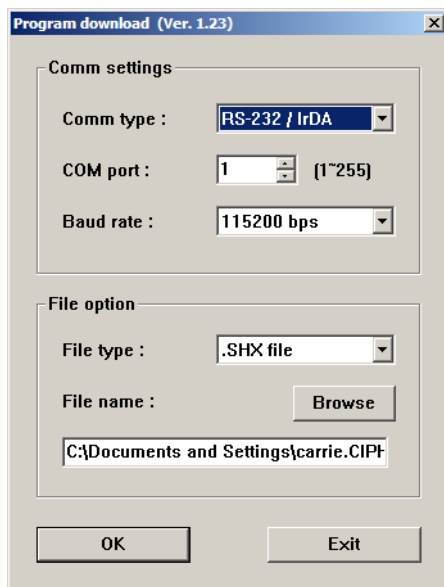 Program download (Ver. 1.23)
Comm settings
Comm type : RS-232 / IrDA
COM port : 1 (1~255)
Baud rate : 115200 bps
File option
File type : .SHX file
File name : Browse
C:\Documents and Settings\carrie.CIPH
OK Exit